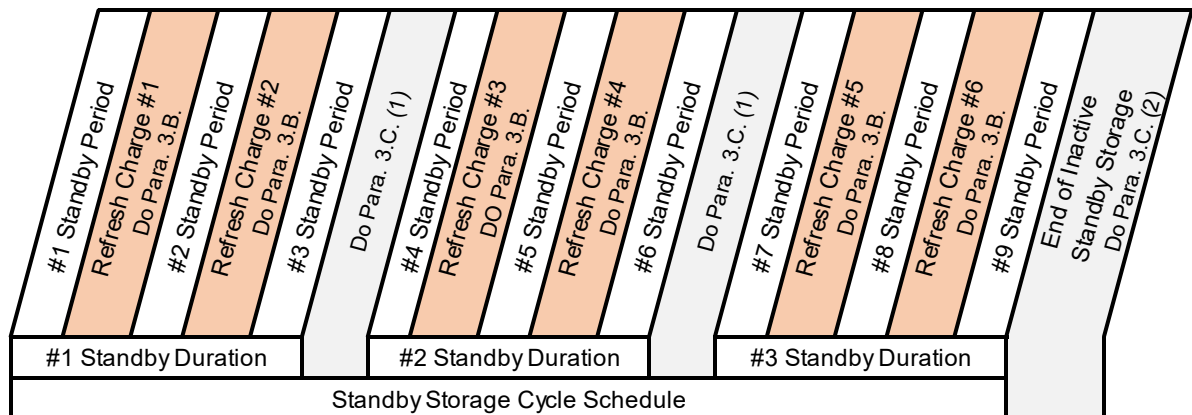 #1 Standby Period
Refresh Charge #1
Do Para. 3.B.
#2 Standby Period
Refresh Charge #2
Do Para. 3.B.
#3 Standby Period
Do Para. 3.C. (1)
#4 Standby Period
Refresh Charge #3
DO Para. 3.B.
#5 Standby Period
Refresh Charge #4
Do Para. 3.B.
#6 Standby Period
Do Para. 3.C. (1)
#7 Standby Period
Refresh Charge #5
Do Para. 3.B.
#8 Standby Period
Refresh Charge #6
Do Para. 3.B.
#9 Standby Period
End of Inactive
Standby Storage
Do Para. 3.C. (2)
#1 Standby Duration
#2 Standby Duration
#3 Standby Duration
Standby Storage Cycle Schedule